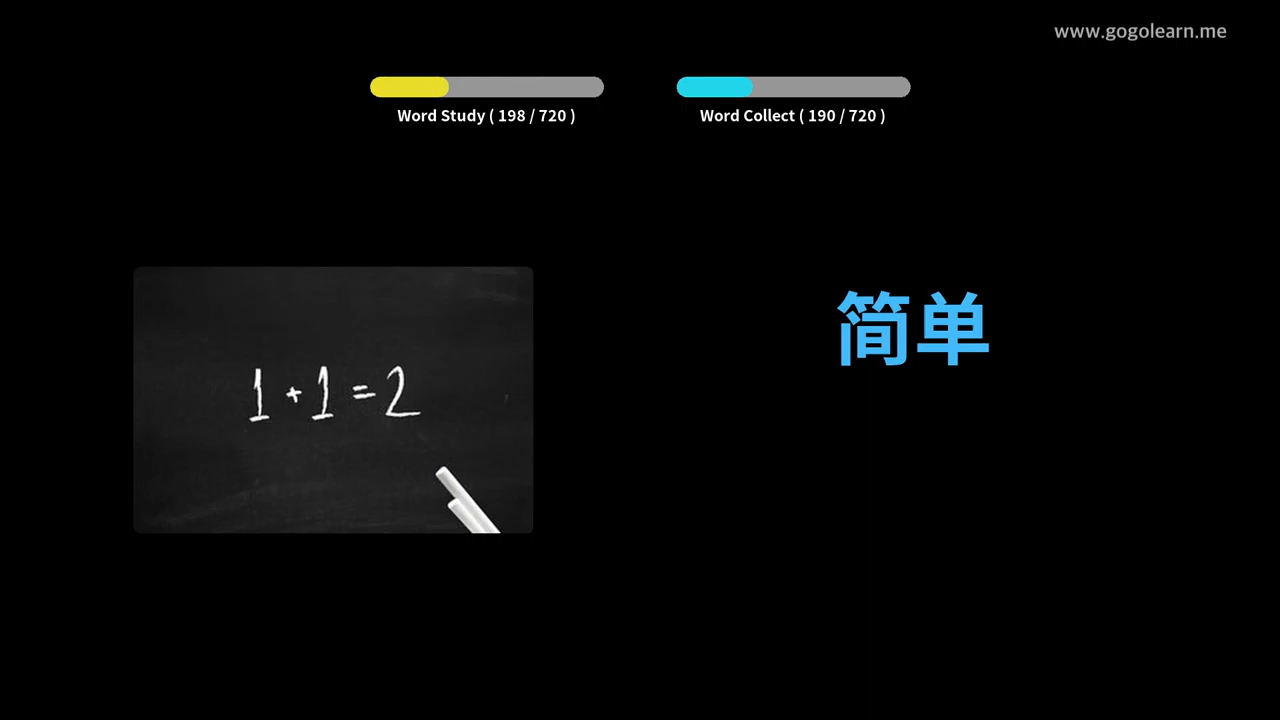 www.gogolearn.me
Word Study ( 198 / 720 )
Word Collect ( 190 / 720 )
简单
1 + 1 = 2